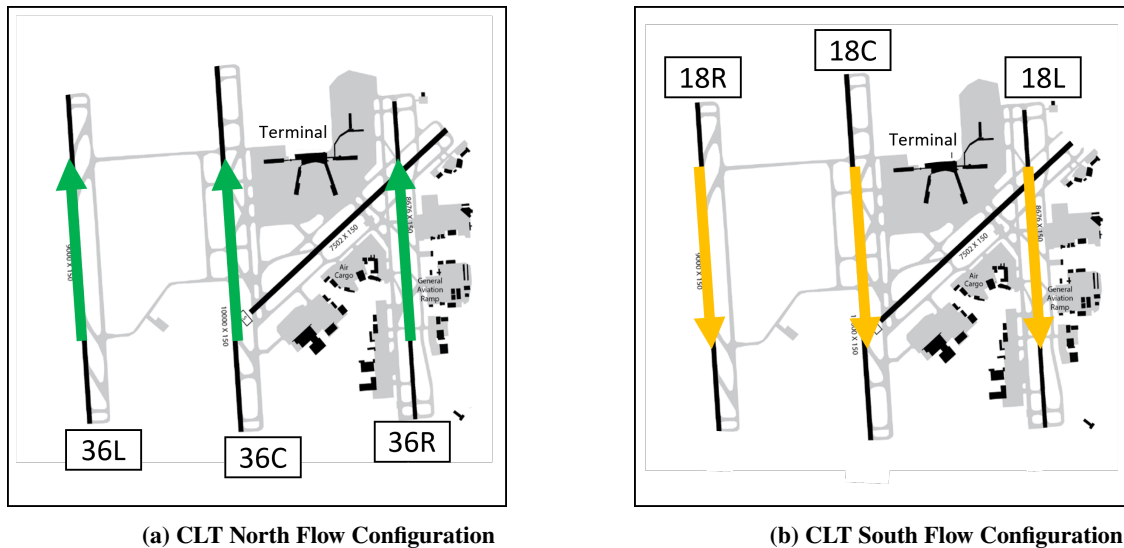 Terminal
9000 X 150
8676 X 150
7502 X 150
Air
Cargo
General
Aviation
Ramp
10000 X 150
36L
36C
36R
(a) CLT North Flow Configuration
18R
18C
18L
Terminal
9000 X 150
8676 X 150
7502 X 150
Air
Cargo
General
Aviation
Ramp
X 150
(b) CLT South Flow Configuration